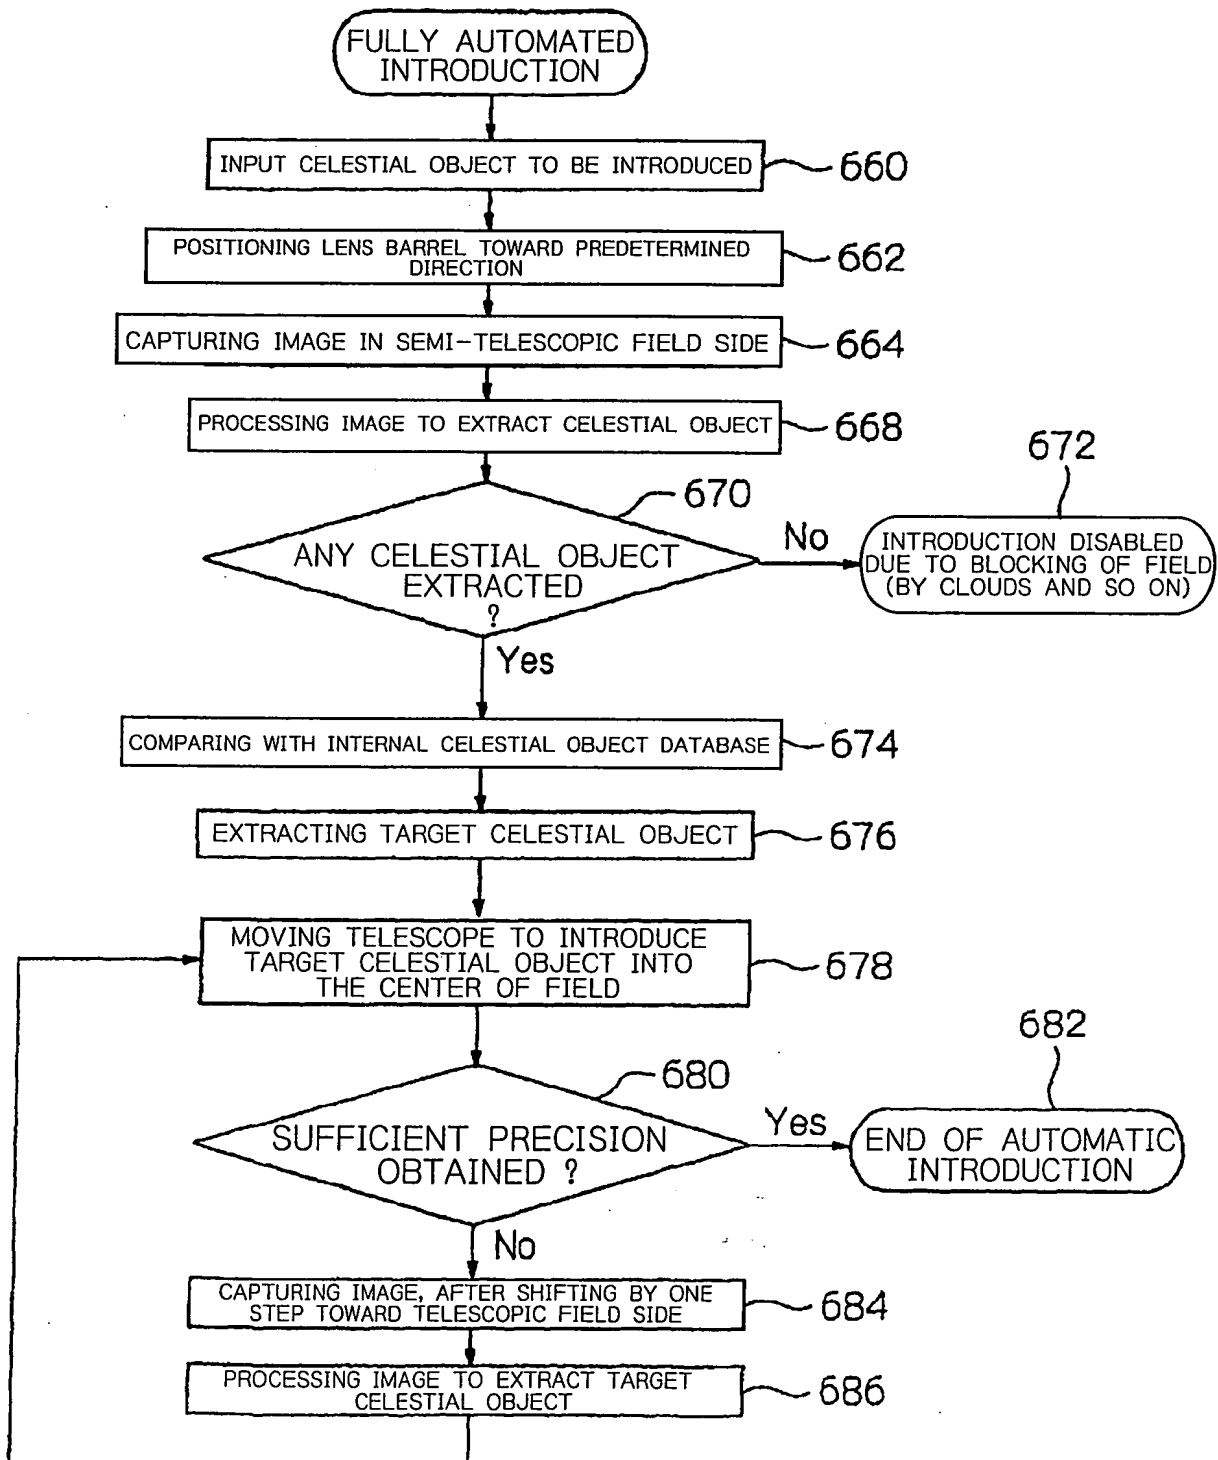 FULLY AUTOMATED
INTRODUCTION
INPUT CELESTIAL OBJECT TO BE INTRODUCED
660
POSITIONING LENS BARREL TOWARD PREDETERMINED
DIRECTION
662
CAPTURING IMAGE IN SEMI-TELESCOPIC FIELD SIDE
664
PROCESSING IMAGE TO EXTRACT CELESTIAL OBJECT
668
670
ANY CELESTIAL OBJECT
EXTRACTED
?
No
672
INTRODUCTION DISABLED
DUE TO BLOCKING OF FIELD
(BY CLOUDS AND SO ON)
Yes
COMPARING WITH INTERNAL CELESTIAL OBJECT DATABASE
674
EXTRACTING TARGET CELESTIAL OBJECT
676
MOVING TELESCOPE TO INTRODUCE
TARGET CELESTIAL OBJECT INTO
THE CENTER OF FIELD
678
680
SUFFICIENT PRECISION
OBTAINED ?
Yes
682
END OF AUTOMATIC
INTRODUCTION
No
CAPTURING IMAGE, AFTER SHIFTING BY ONE
STEP TOWARD TELESCOPIC FIELD SIDE
684
PROCESSING IMAGE TO EXTRACT TARGET
CELESTIAL OBJECT
686